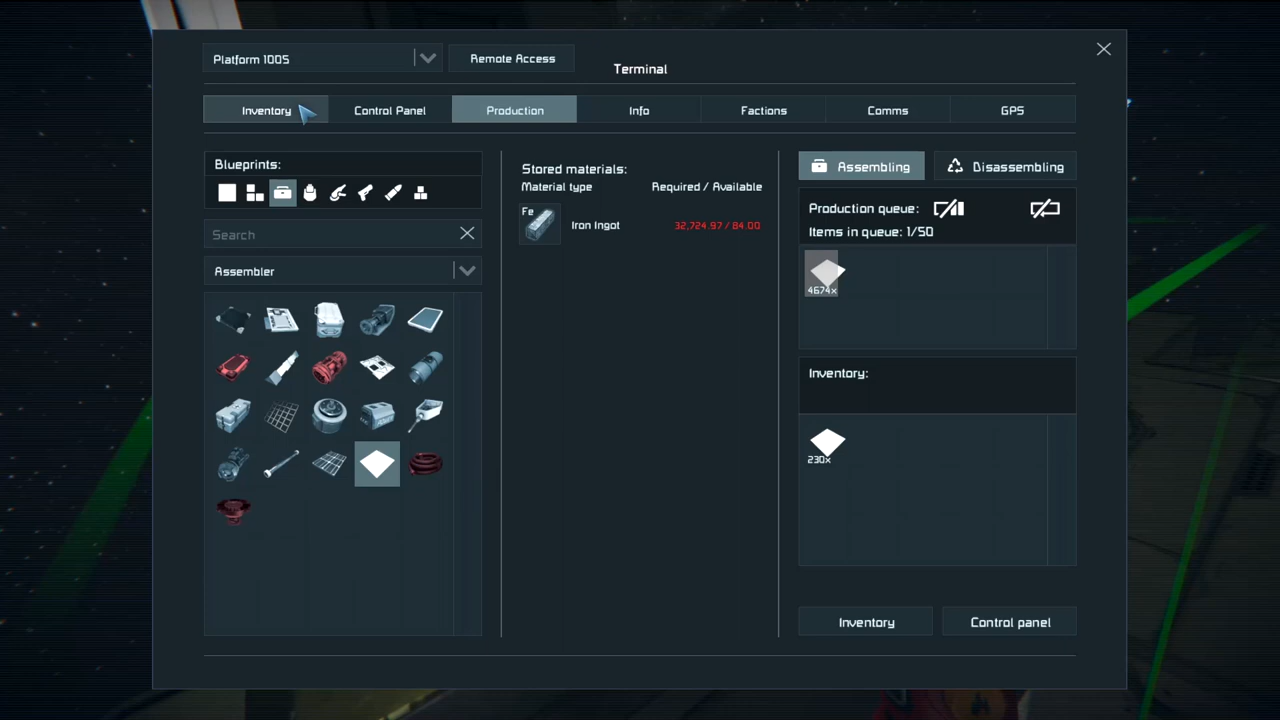 Platform 1005
Remote Access
Terminal
Inventory
Control Panel
Production
Info
Factions
Comms
GPS
Blueprints:
Search
Assembler
Stored materials:
Material type
Required / Available
Fe
Iron Ingot
32,724.97 / 84.00
Assembling
Disassembling
Production queue:
Items in queue: 1/50
4674x
Inventory:
230x
Inventory
Control panel